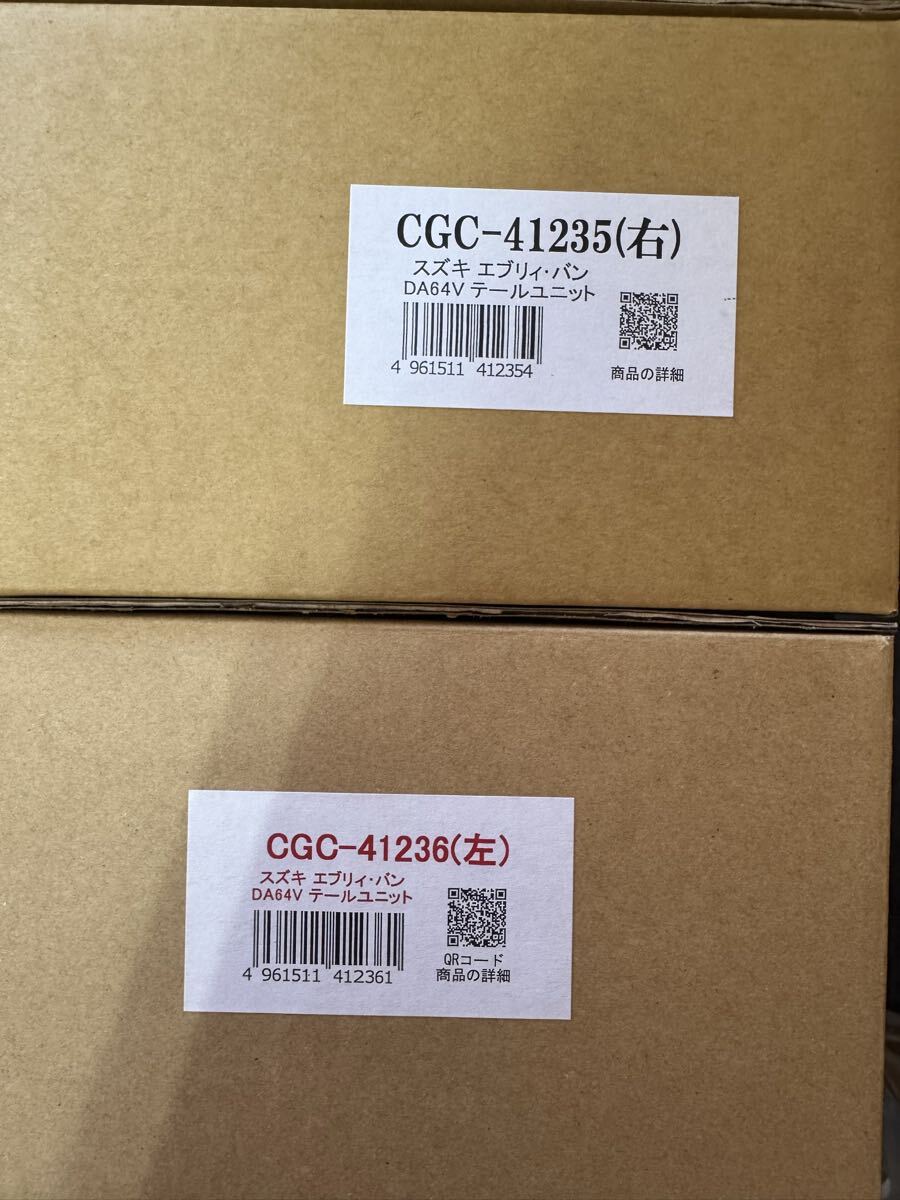 CGC-41235(右)
スズキ エブリィ・バン
DA64V テールユニット
4 961511 412354
商品の詳細
CGC-41236(左)
スズキ エブリィ・バン
DA64V テールユニット
4 961511 412361
QRコード
商品の詳細